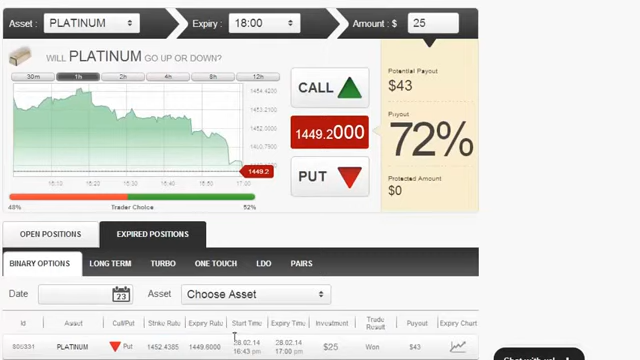 Asset: PLATINUM Expiry: 18:00 Amount: $ 25
WILL PLATINUM GO UP OR DOWN?
30m 1h 2h 4h 8h 12h
Potential Payout
$43
Payout
72%
Protected Amount
$0
CALL
1449.2000
PUT
1454.4200
1453.2
1452.0000
1440.7900
1449.2
16:10 16:20 16:30 16:40 16:50 17:00
48% Trader Choice 52%
OPEN POSITIONS EXPIRED POSITIONS
BINARY OPTIONS LONG TERM TURBO ONE TOUCH LDO PAIRS
Date 23 Asset Choose Asset
Id Asset Call/Put Strike Rate Expiry Rate Start Time Expiry Time Investment Trade Result Payout Expiry Chart
PLATINUM Put 1452.4385 1449.6000 28.02.14 16:43 pm 28.02.14 17:00 pm $25 Won $43